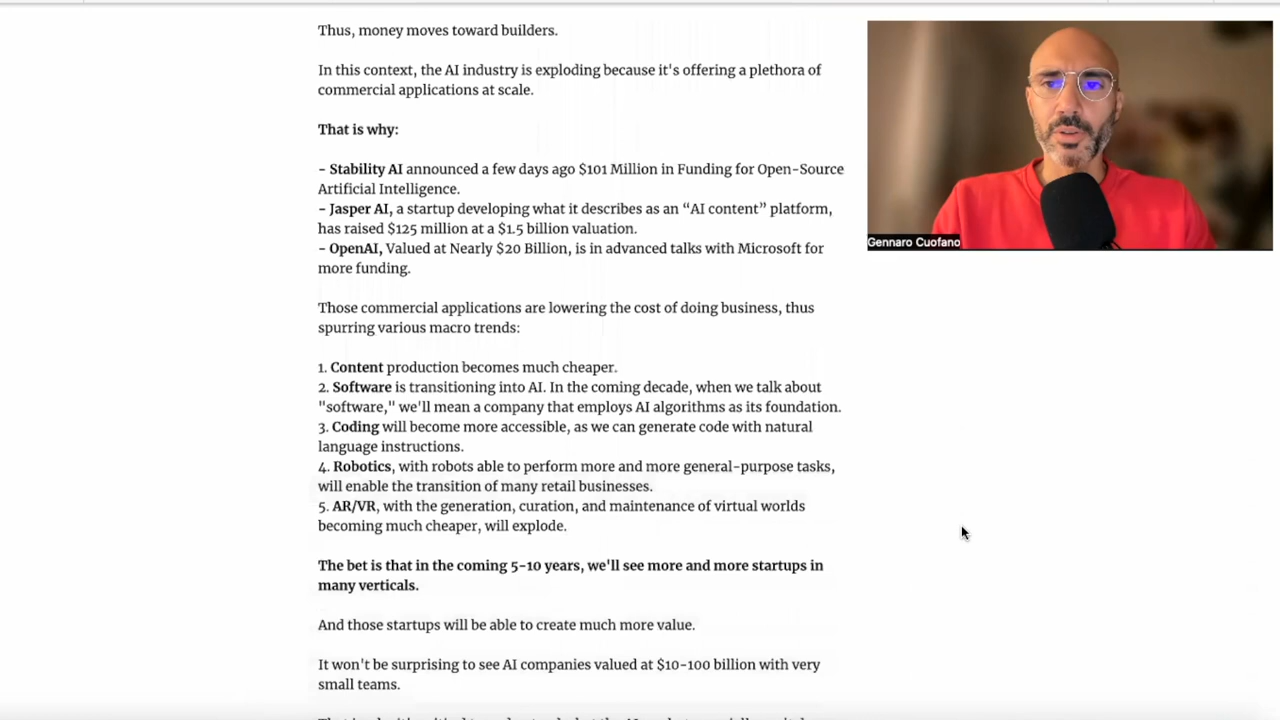 Thus, money moves toward builders.
In this context, the AI industry is exploding because it's offering a plethora of
commercial applications at scale.
That is why:
- Stability AI announced a few days ago $101 Million in Funding for Open-Source
Artificial Intelligence.
- Jasper AI, a startup developing what it describes as an “AI content” platform,
has raised $125 million at a $1.5 billion valuation.
- OpenAI, Valued at Nearly $20 Billion, is in advanced talks with Microsoft for
more funding.
Those commercial applications are lowering the cost of doing business, thus
spurring various macro trends:
1. Content production becomes much cheaper.
2. Software is transitioning into AI. In the coming decade, when we talk about
"software," we'll mean a company that employs AI algorithms as its foundation.
3. Coding will become more accessible, as we can generate code with natural
language instructions.
4. Robotics, with robots able to perform more and more general-purpose tasks,
will enable the transition of many retail businesses.
5. AR/VR, with the generation, curation, and maintenance of virtual worlds
becoming much cheaper, will explode.
The bet is that in the coming 5-10 years, we'll see more and more startups in
many verticals.
And those startups will be able to create much more value.
It won't be surprising to see AI companies valued at $10-100 billion with very
small teams.
Gennaro Cuofano